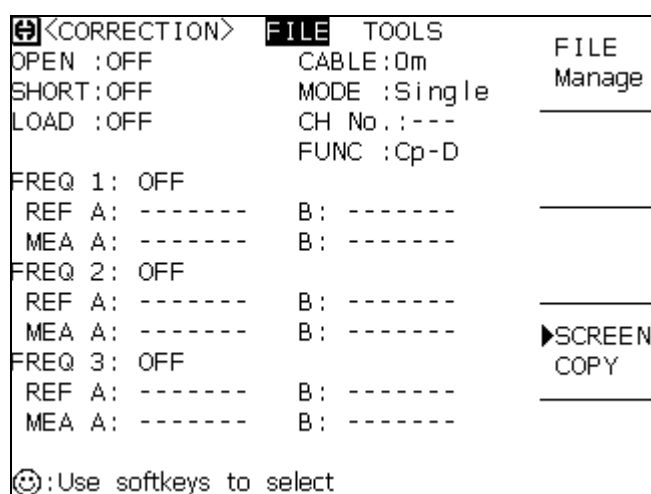 <CORRECTION> FILE TOOLS
OPEN :OFF CABLE:0m
SHORT:OFF MODE :Single
LOAD :OFF CH No.:---
FUNC :Cp-D
FREQ 1: OFF
REF A: ------- B: -------
MEA A: ------- B: -------
FREQ 2: OFF
REF A: ------- B: -------
MEA A: ------- B: -------
FREQ 3: OFF
REF A: ------- B: -------
MEA A: ------- B: -------
☺:Use softkeys to select
FILE
Manage
▶SCREEN
COPY